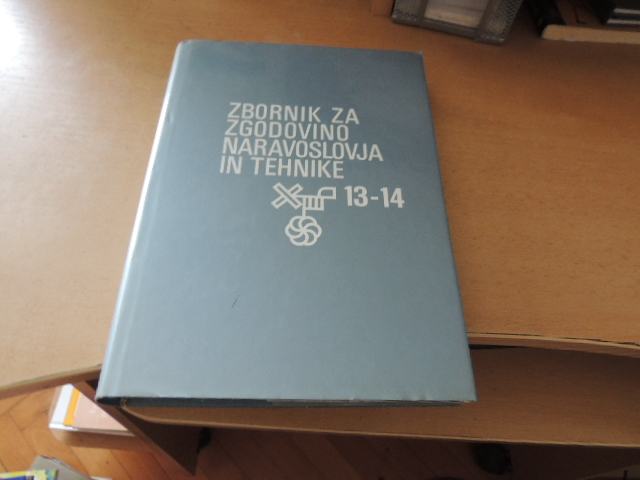 ZBORNIK ZA
ZGODOVINO
NARAVOSLOVJA
IN TEHNIKE
13-14